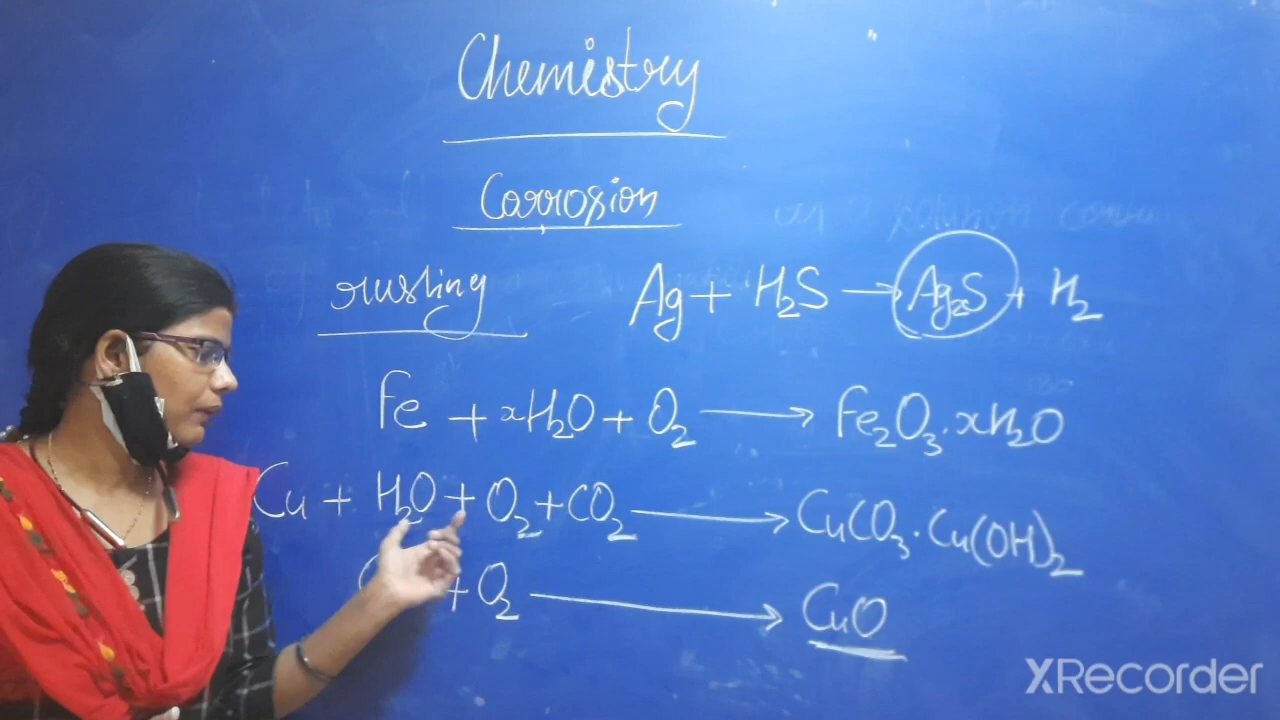 Chemistry
Carrosion
rusting
Ag + H₂S → Ag₂S + H₂
Fe + xH₂O + O₂ → Fe₂O₃.xH₂O
Cu + H₂O + O₂ + CO₂ → CuCO₃.Cu(OH)₂
+ O₂ → CuO
XRecorder